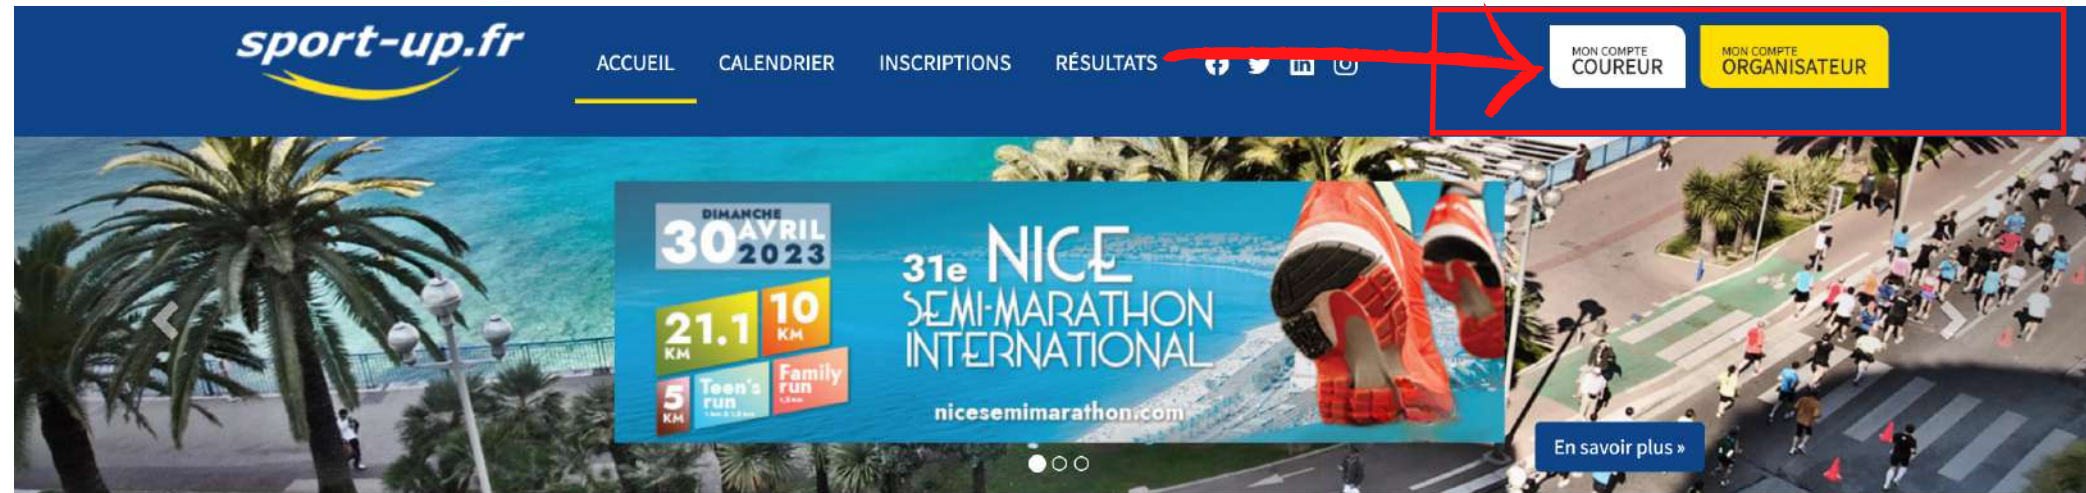 sport-up.fr
ACCUEIL
CALENDRIER
INSCRIPTIONS
RÉSULTATS
MON COMPTE
COUREUR
MON COMPTE
ORGANISATEUR
DIMANCHE
30 AVRIL
2023
21.1
KM
10
KM
5
KM
Teen's
run
Family
run
31e NICE
SEMI-MARATHON
INTERNATIONAL
nicesemimarathon.com
En savoir plus »